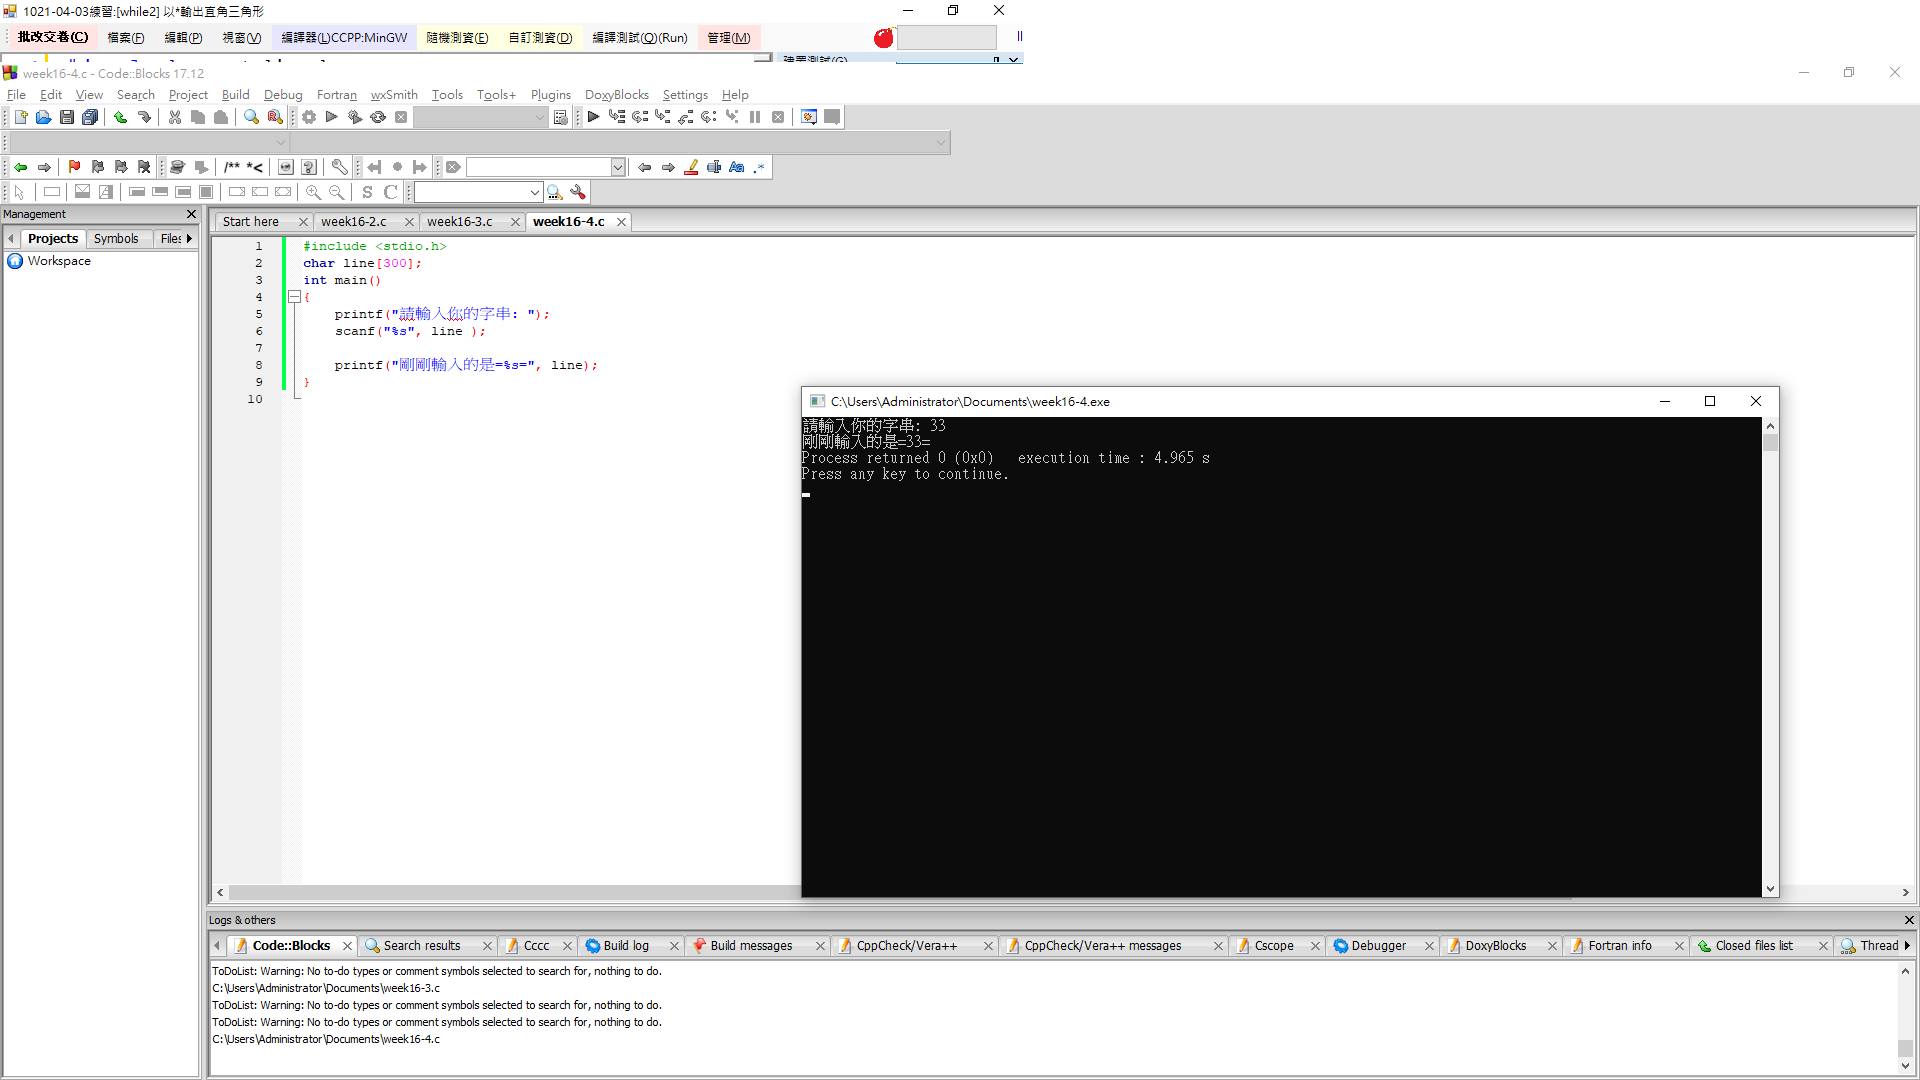 1021-04-03練習:[while2] 以*輸出直角三角形
批改交卷(C) 檔案(F) 編輯(P) 視窗(V) 編譯器(L)CCPP:MinGW 隨機測資(E) 自訂測資(D) 編譯測試(Q)(Run) 管理(M)
week16-4.c - Code::Blocks 17.12
File Edit View Search Project Build Debug Fortran wxSmith Tools Tools+ Plugins DoxyBlocks Settings Help
/** *<
S C
Management
Projects Symbols Files
Workspace
Start here week16-2.c week16-3.c week16-4.c
1 #include <stdio.h>
2 char line[300];
3 int main()
4 {
5 printf("請輸入你的字串: ");
6 scanf("%s", line );
7
8 printf("剛剛輸入的是=%s=", line);
9 }
10
C:\Users\Administrator\Documents\week16-4.exe
請輸入你的字串: 33
剛剛輸入的是=33=
Process returned 0 (0x0)   execution time : 4.965 s
Press any key to continue.
Logs & others
Code::Blocks Search results Cccc Build log Build messages CppCheck/Vera++ CppCheck/Vera++ messages Cscope Debugger DoxyBlocks Fortran info Closed files list Thread
ToDoList: Warning: No to-do types or comment symbols selected to search for, nothing to do.
C:\Users\Administrator\Documents\week16-3.c
ToDoList: Warning: No to-do types or comment symbols selected to search for, nothing to do.
ToDoList: Warning: No to-do types or comment symbols selected to search for, nothing to do.
C:\Users\Administrator\Documents\week16-4.c